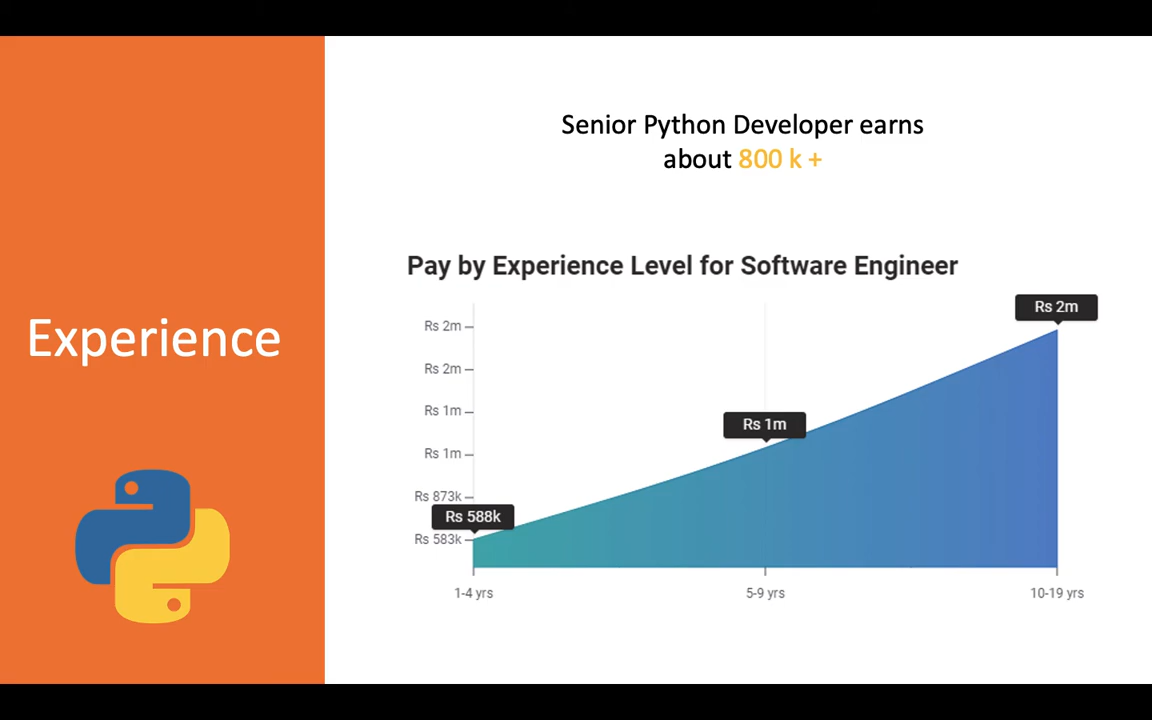 Senior Python Developer earns
about 800 k +
Experience
Pay by Experience Level for Software Engineer
Rs 2m
Rs 2m
Rs 2m
Rs 1m
Rs 1m
Rs 1m
Rs 873k
Rs 588k
Rs 583k
1-4 yrs
5-9 yrs
10-19 yrs